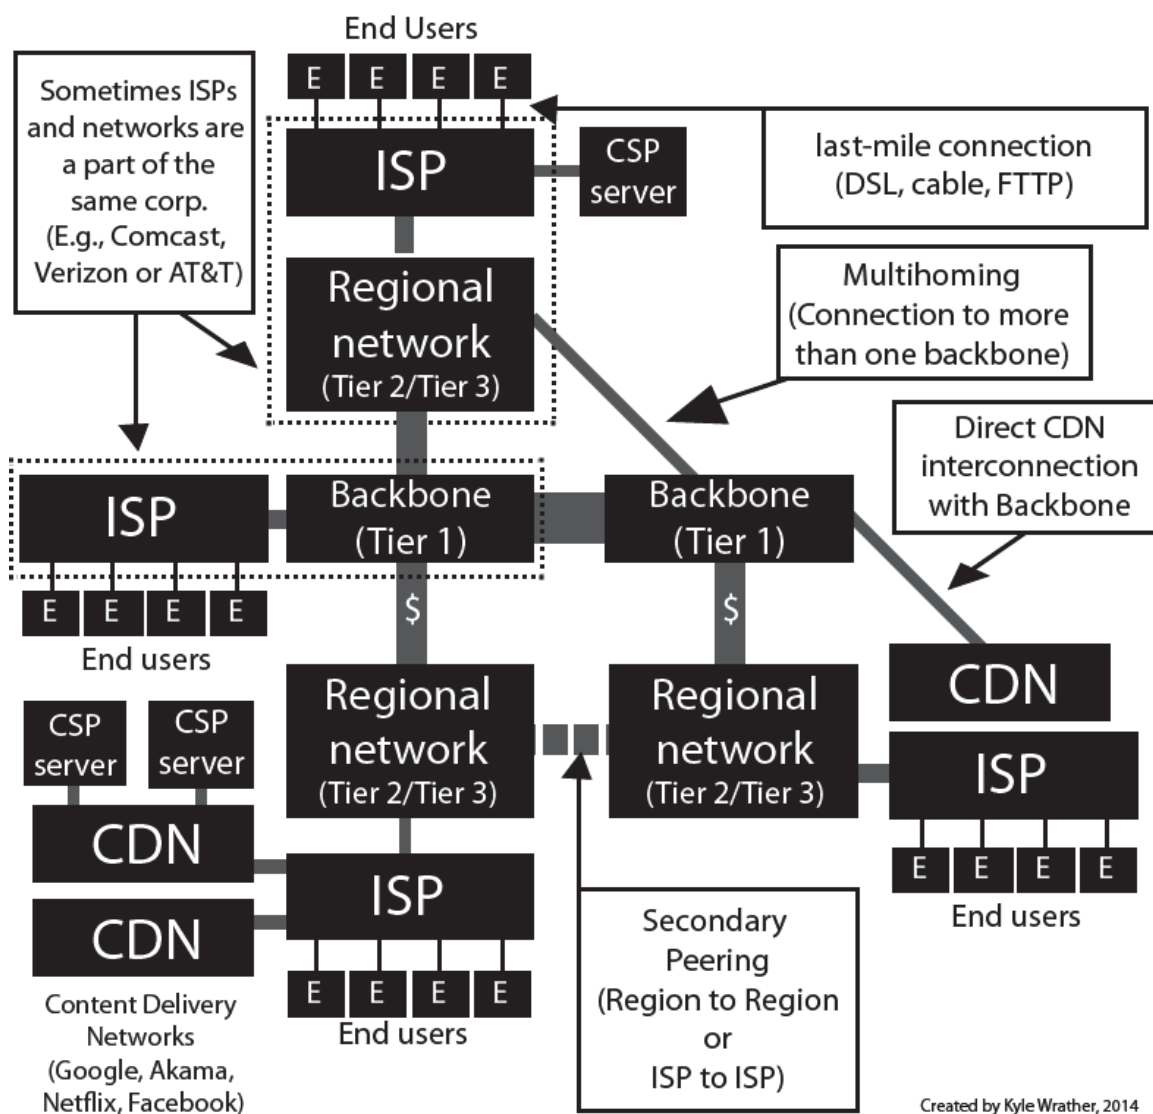 End Users
E E E E
Sometimes ISPs
and networks are
a part of the
same corp.
(E.g., Comcast,
Verizon or AT&T)
ISP
CSP
server
last-mile connection
(DSL, cable, FTTP)
Regional
network
(Tier 2/Tier 3)
Multihoming
(Connection to more
than one backbone)
Direct CDN
interconnection
with Backbone
ISP
Backbone
(Tier 1)
Backbone
(Tier 1)
E E E E
End users
$
$
CDN
Regional
network
(Tier 2/Tier 3)
Regional
network
(Tier 2/Tier 3)
ISP
E E E E
End users
CSP
server
CSP
server
CDN
CDN
ISP
E E E E
End users
Content Delivery
Networks
(Google, Akama,
Netflix, Facebook)
Secondary
Peering
(Region to Region
or
ISP to ISP)
Created by Kyle Wrather, 2014